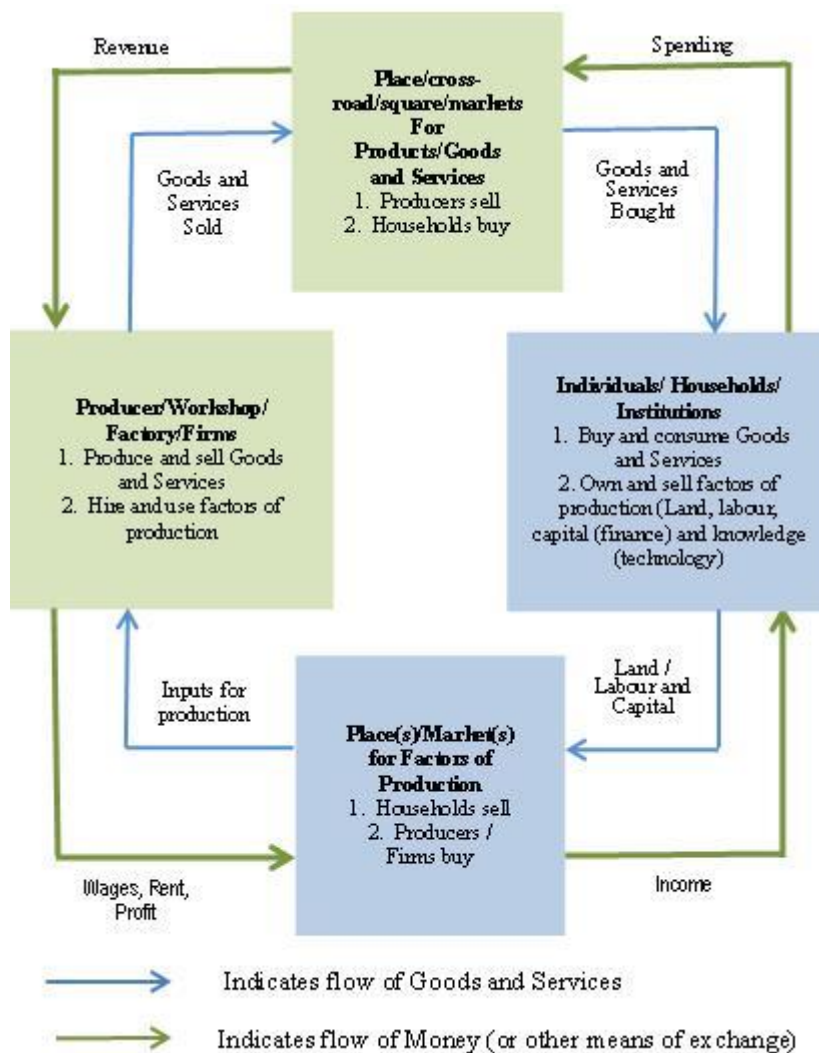 Revenue
Spending
Place/cross-
road/square/markets
For
Products/Goods
and Services
1. Producers sell
2. Households buy
Goods and
Services
Sold
Goods and
Services
Bought
Producer/Workshop/
Factory/Firms
1. Produce and sell Goods
and Services
2. Hire and use factors of
production
Individuals/ Households/
Institutions
1. Buy and consume Goods
and Services
2. Own and sell factors of
production (Land, labour,
capital (finance) and knowledge
(technology)
Inputs for
production
Land /
Labour and
Capital
Place(s)/Market(s)
for Factors of
Production
1. Households sell
2. Producers /
Firms buy
Wages, Rent,
Profit
Income
Indicates flow of Goods and Services
Indicates flow of Money (or other means of exchange)